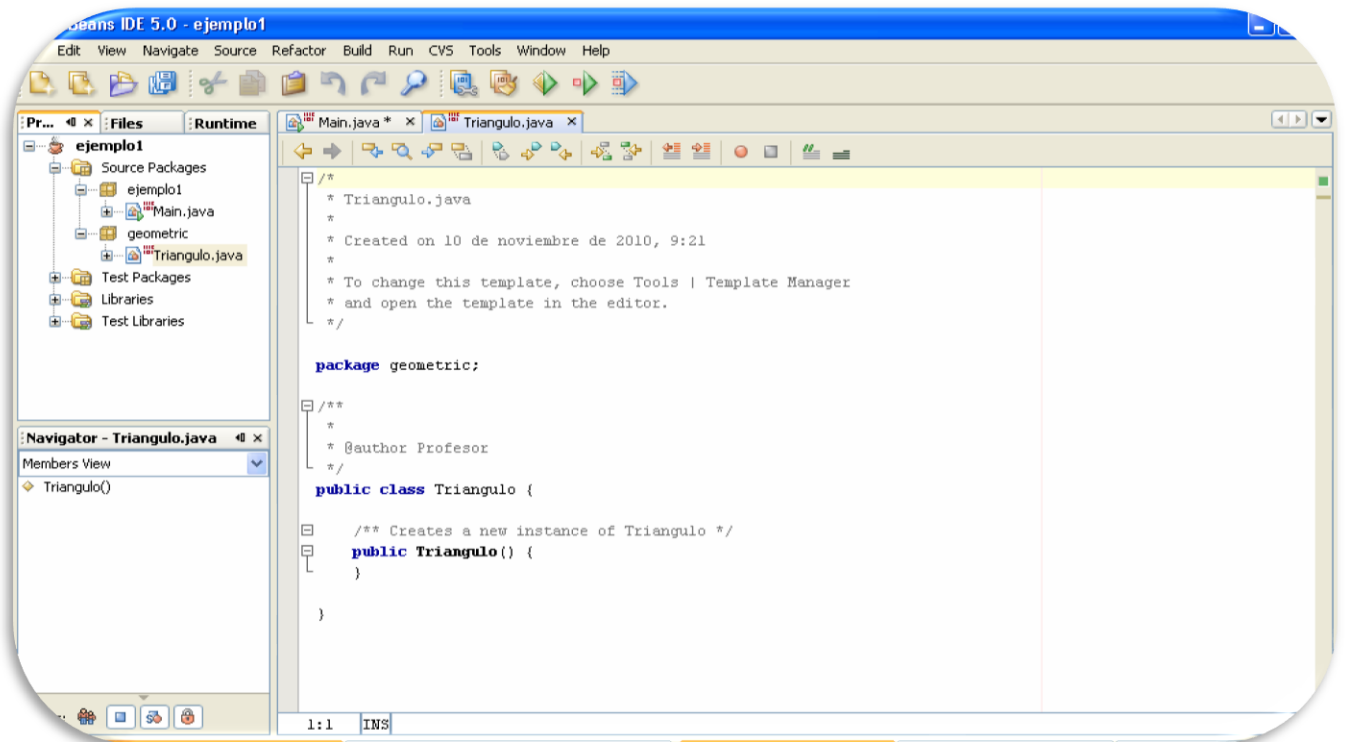 Beans IDE 5.0 - ejemplo1
Edit View Navigate Source Refactor Build Run CVS Tools Window Help
Pr... Files Runtime
ejemplo1
Source Packages
ejemplo1
Main.java
geometric
Triangulo.java
Test Packages
Libraries
Test Libraries
Navigator - Triangulo.java
Members View
Triangulo()
Main.java * Triangulo.java
/*
* Triangulo.java
*
* Created on 10 de noviembre de 2010, 9:21
*
* To change this template, choose Tools | Template Manager
* and open the template in the editor.
*/
package geometric;
/**
*
* @author Profesor
*/
public class Triangulo {
/** Creates a new instance of Triangulo */
public Triangulo() {
}
}
1:1 INS